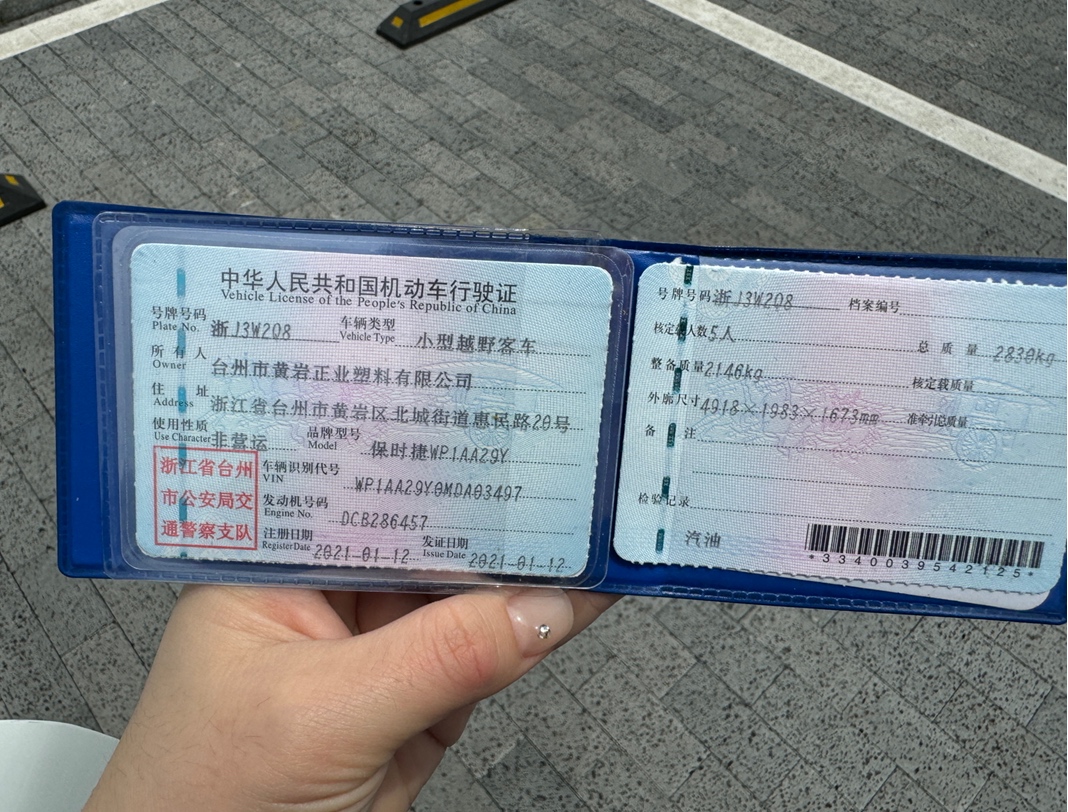 中华人民共和国机动车行驶证
Vehicle License of the People's Republic of China
号牌号码 浙J3W2Q8 车辆类型 小型越野客车
Plate No. Vehicle Type
所有人 台州市黄岩正业塑料有限公司
Owner
住址 浙江省台州市黄岩区北城街道惠民路20号
Address
使用性质 非营运 品牌型号 保时捷WP1AA29Y
Use Character Model
浙江省台州
市公安局交
通警察支队
车辆识别代号 WP1AA29Y0MDA03497
VIN
发动机号码 DCB286457
Engine No.
注册日期 2021-01-12 发证日期 2021-01-12
Register Date Issue Date
号牌号码 浙J3W2Q8 档案编号
核定载人数 5人 总质量 2830kg
整备质量 2146kg 核定载质量
外廓尺寸 4918×1983×1673mm 准牵引总质量
备注
检验记录
汽油
*3340039542125*